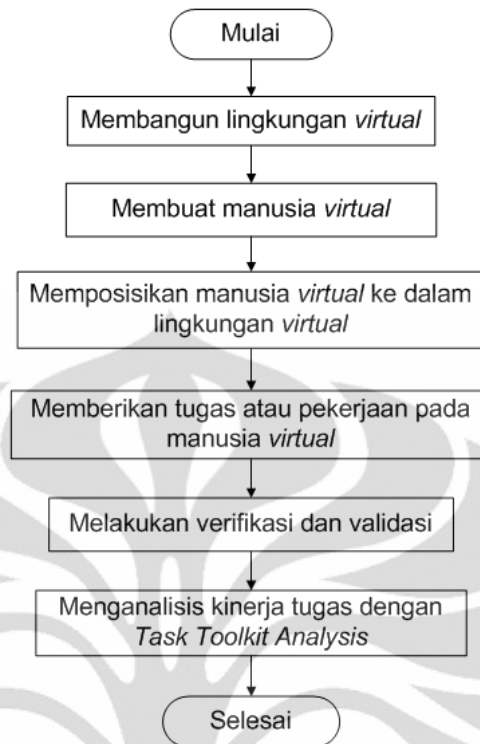 Mulai
Membangun lingkungan virtual
Membuat manusia virtual
Memposisikan manusia virtual ke dalam
lingkungan virtual
Memberikan tugas atau pekerjaan pada
manusia virtual
Melakukan verifikasi dan validasi
Menganalisis kinerja tugas dengan
Task Toolkit Analysis
Selesai